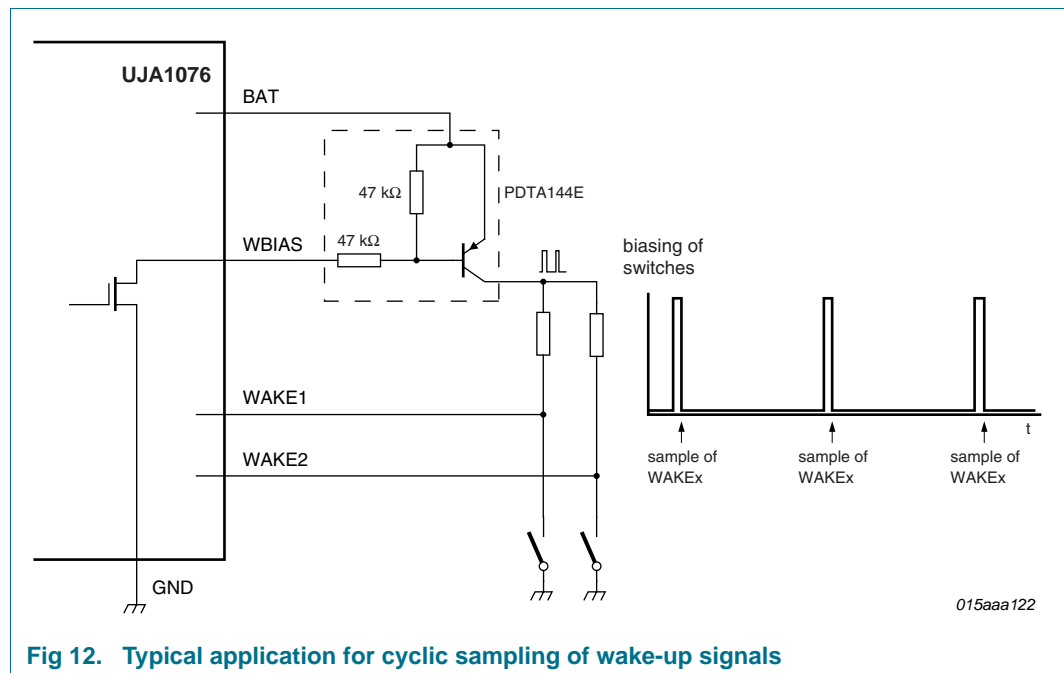 UJA1076
BAT
47 kΩ
PDTA144E
WBIAS
47 kΩ
WAKE1
WAKE2
GND
biasing of
switches
t
sample of
WAKEx
sample of
WAKEx
sample of
WAKEx
015aaa122
Fig 12. Typical application for cyclic sampling of wake-up signals